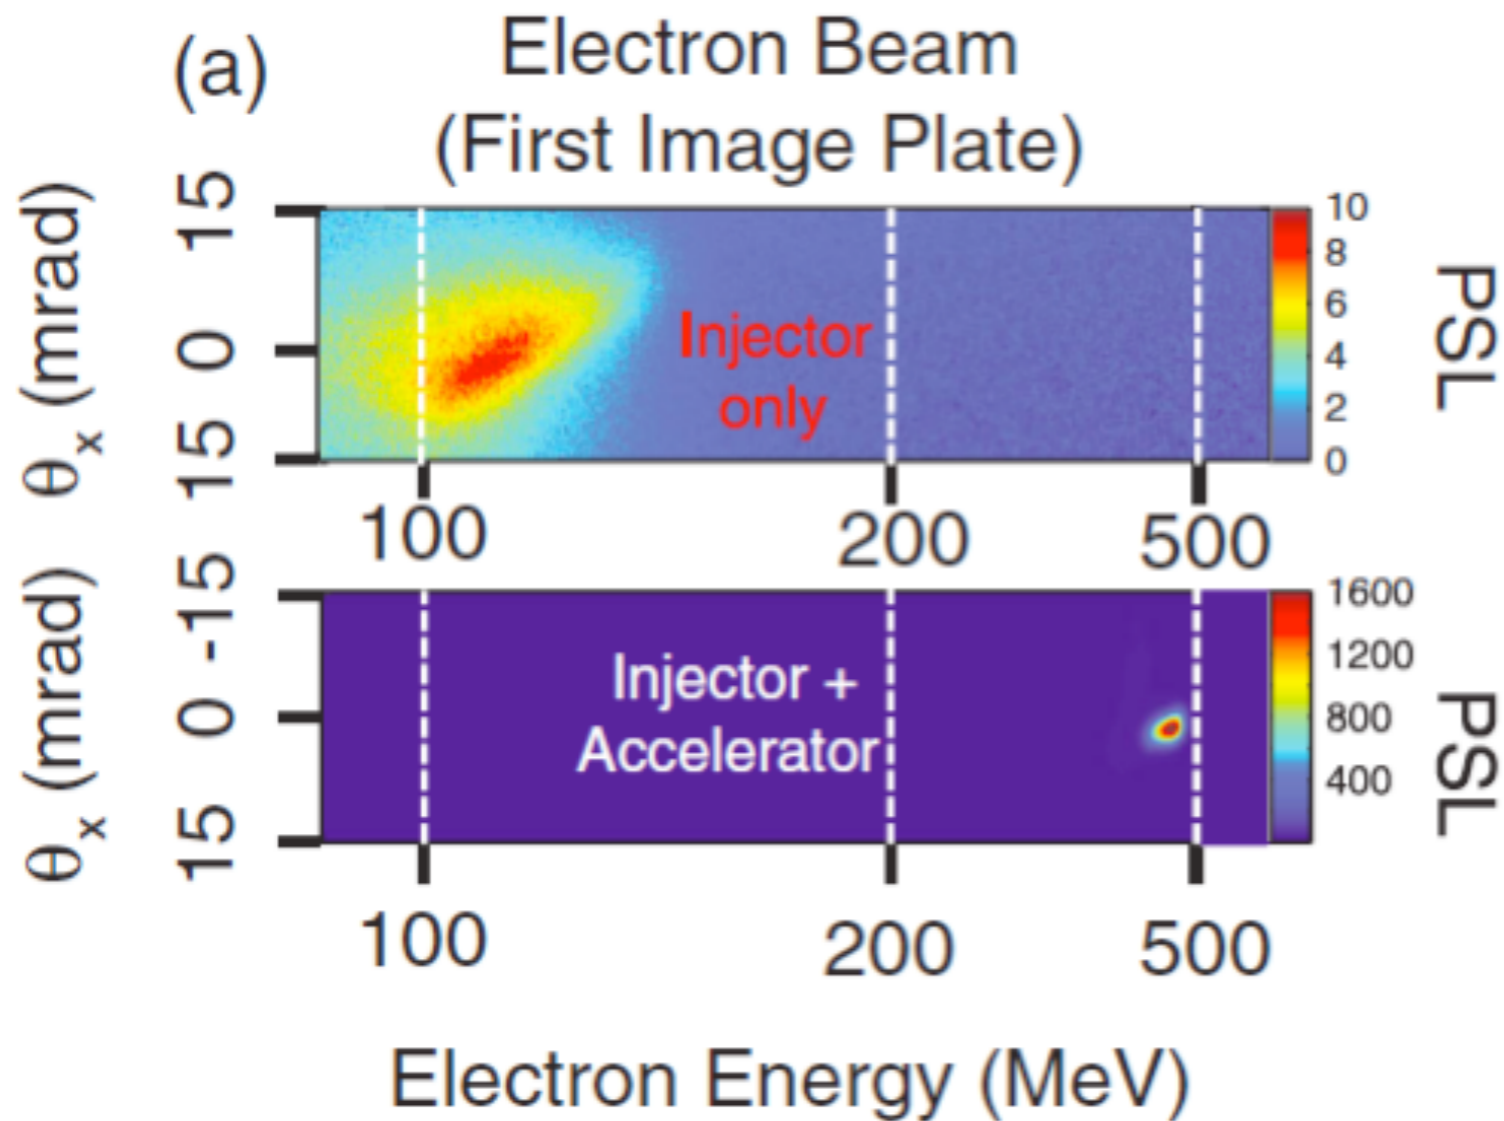 (a)
Electron Beam
(First Image Plate)
θx (mrad)
15
0
15
Injector
only
10
8
6
4
2
0
PSL
100 200 500
θx (mrad)
-15
0
15
Injector +
Accelerator
1600
1200
800
400
PSL
100 200 500
Electron Energy (MeV)